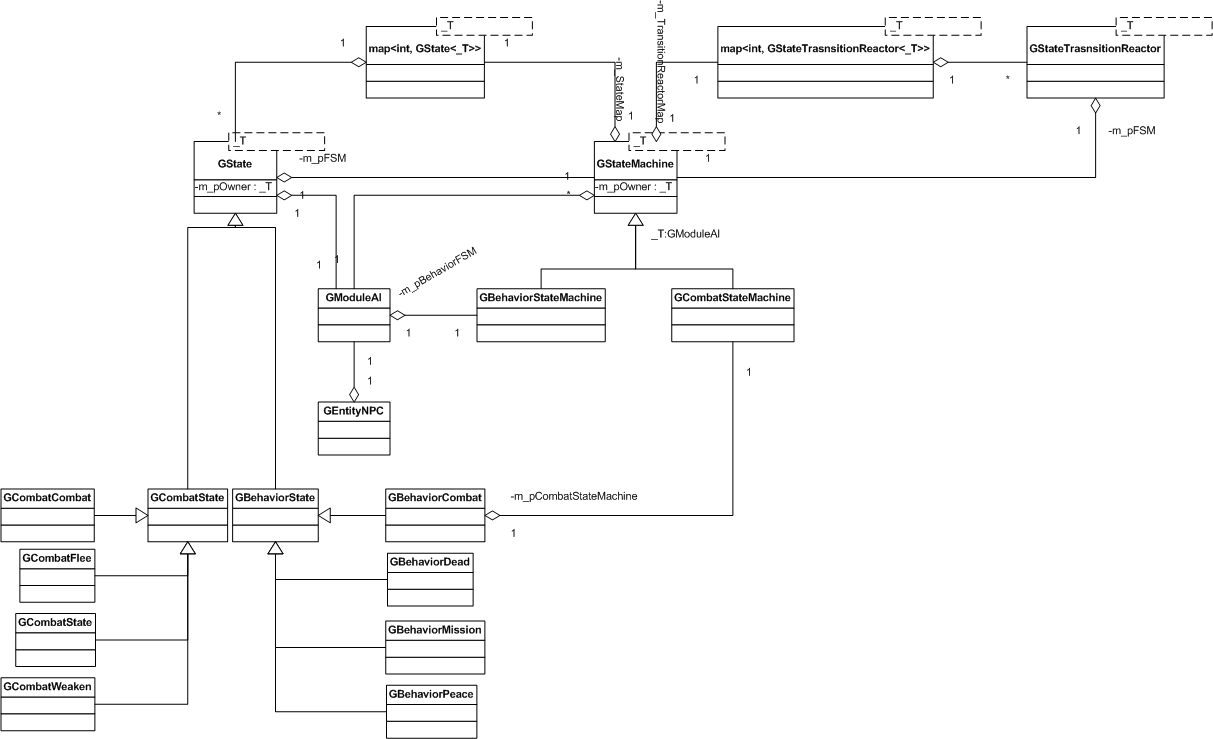 _T
_T
_T
map<int, GState<_T>>
map<int, GStateTrasnsitionReactor<_T>>
GStateTrasnsitionReactor
1
1
-m_StateMap
-m_TransitionReactorMap
1
1
*
*
1
1
1
-m_pFSM
_T
_T
GState
-m_pFSM
GStateMachine
1
1
-m_pOwner : _T
-m_pOwner : _T
1
*
1
_T:GModuleAI
1
1
-m_pBehaviorFSM
GModuleAI
GBehaviorStateMachine
GCombatStateMachine
1
1
1
1
1
GEntityNPC
GCombatCombat
GCombatState
GBehaviorState
GBehaviorCombat
-m_pCombatStateMachine
1
GCombatFlee
GBehaviorDead
GCombatState
GBehaviorMission
GCombatWeaken
GBehaviorPeace